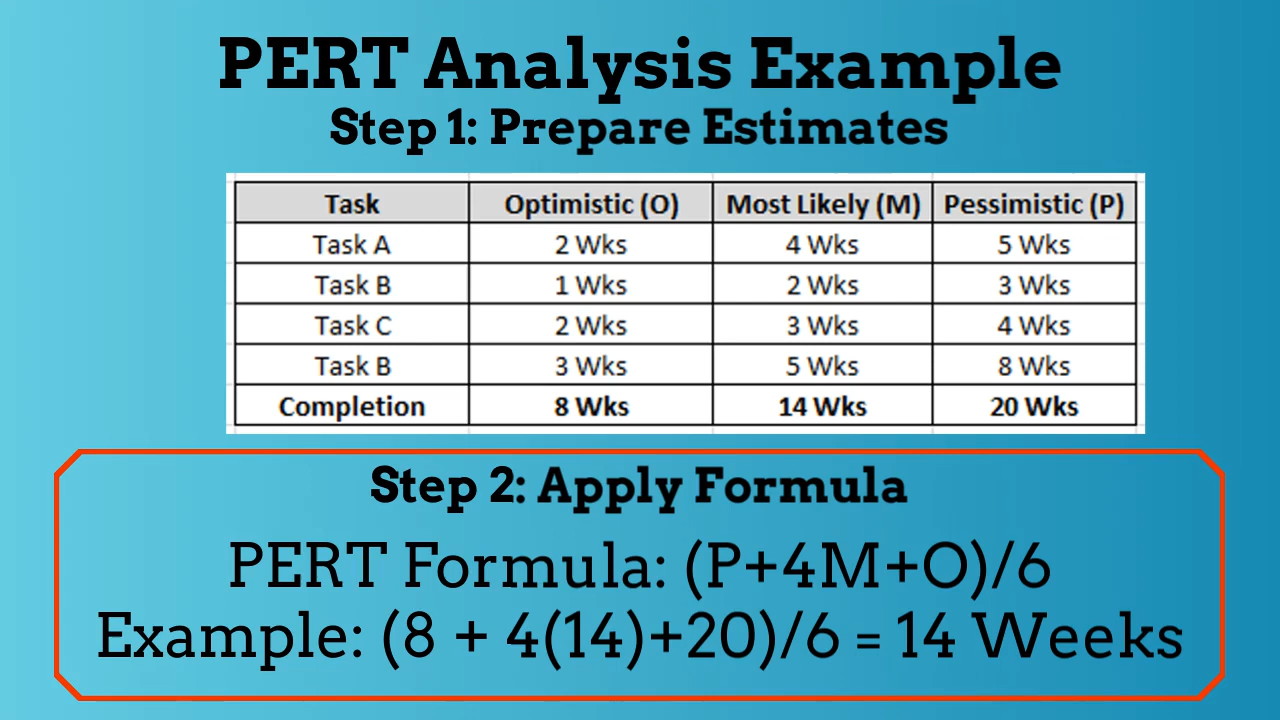 PERT Analysis Example
Step 1: Prepare Estimates
Task Optimistic (O) Most Likely (M) Pessimistic (P)
Task A 2 Wks 4 Wks 5 Wks
Task B 1 Wks 2 Wks 3 Wks
Task C 2 Wks 3 Wks 4 Wks
Task B 3 Wks 5 Wks 8 Wks
Completion 8 Wks 14 Wks 20 Wks
Step 2: Apply Formula
PERT Formula: (P+4M+O)/6
Example: (8 + 4(14)+20)/6 = 14 Weeks